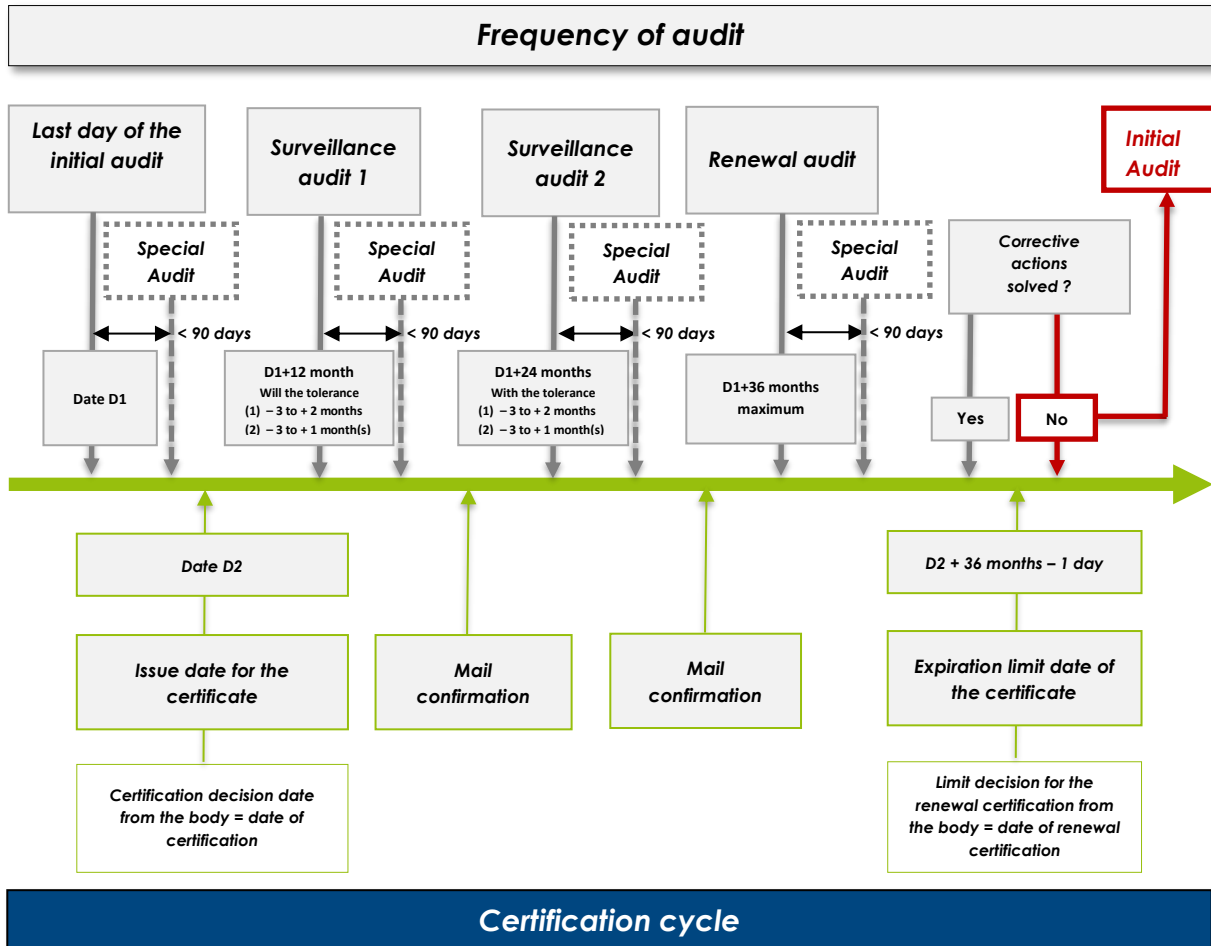 Frequency of audit
Last day of the
initial audit
Surveillance
audit 1
Surveillance
audit 2
Renewal audit
Initial
Audit
Special
Audit
Special
Audit
Special
Audit
Special
Audit
Corrective
actions
solved ?
< 90 days
< 90 days
< 90 days
< 90 days
Date D1
D1+12 month
Will the tolerance
(1) – 3 to + 2 months
(2) – 3 to + 1 month(s)
D1+24 months
With the tolerance
(1) – 3 to + 2 months
(2) – 3 to + 1 month(s)
D1+36 months
maximum
Yes
No
Date D2
D2 + 36 months – 1 day
Issue date for the
certificate
Mail
confirmation
Mail
confirmation
Expiration limit date of
the certificate
Certification decision date
from the body = date of
certification
Limit decision for the
renewal certification from
the body = date of renewal
certification
Certification cycle